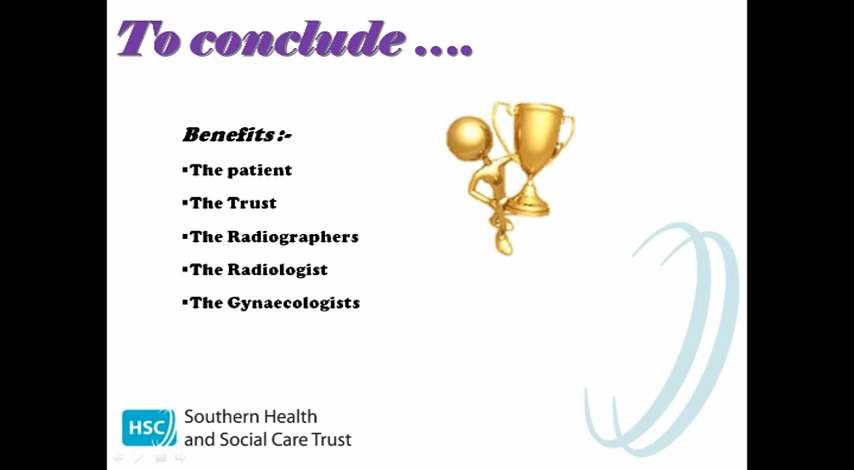 To conclude ....
Benefits :-
▪The patient
▪The Trust
▪The Radiographers
▪The Radiologist
▪The Gynaecologists
HSC
Southern Health
and Social Care Trust